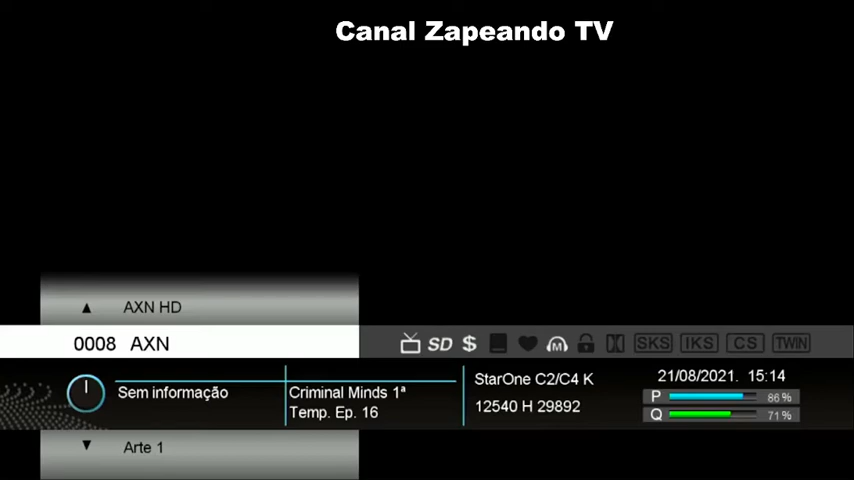 Canal Zapeando TV
AXN HD
0008 AXN
SD $ M SKS IKS CS TWIN
Sem informação
Criminal Minds 1ª
Temp. Ep. 16
StarOne C2/C4 K
12540 H 29892
21/08/2021. 15:14
P 86%
Q 71%
Arte 1